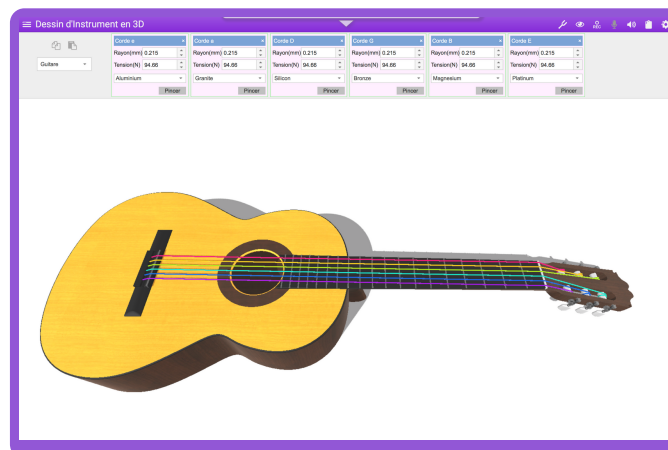 Dessin d'Instrument en 3D
REC
Guitare
Corde e × Corde a × Corde D × Corde G × Corde B × Corde E ×
Rayon(mm) 0.215 Rayon(mm) 0.215 Rayon(mm) 0.215 Rayon(mm) 0.215 Rayon(mm) 0.215 Rayon(mm) 0.215
Tension(N) 94.66 Tension(N) 94.66 Tension(N) 94.66 Tension(N) 94.66 Tension(N) 94.66 Tension(N) 94.66
Aluminium Granite Silicon Bronze Magnesium Platinum
Pincer Pincer Pincer Pincer Pincer Pincer